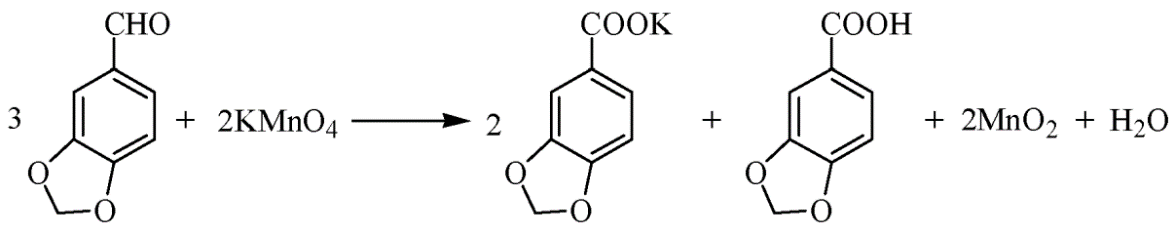 CHO COOK COOH
3 + 2KMnO₄ 2 + + 2MnO₂ + H₂O
O O O
O O O